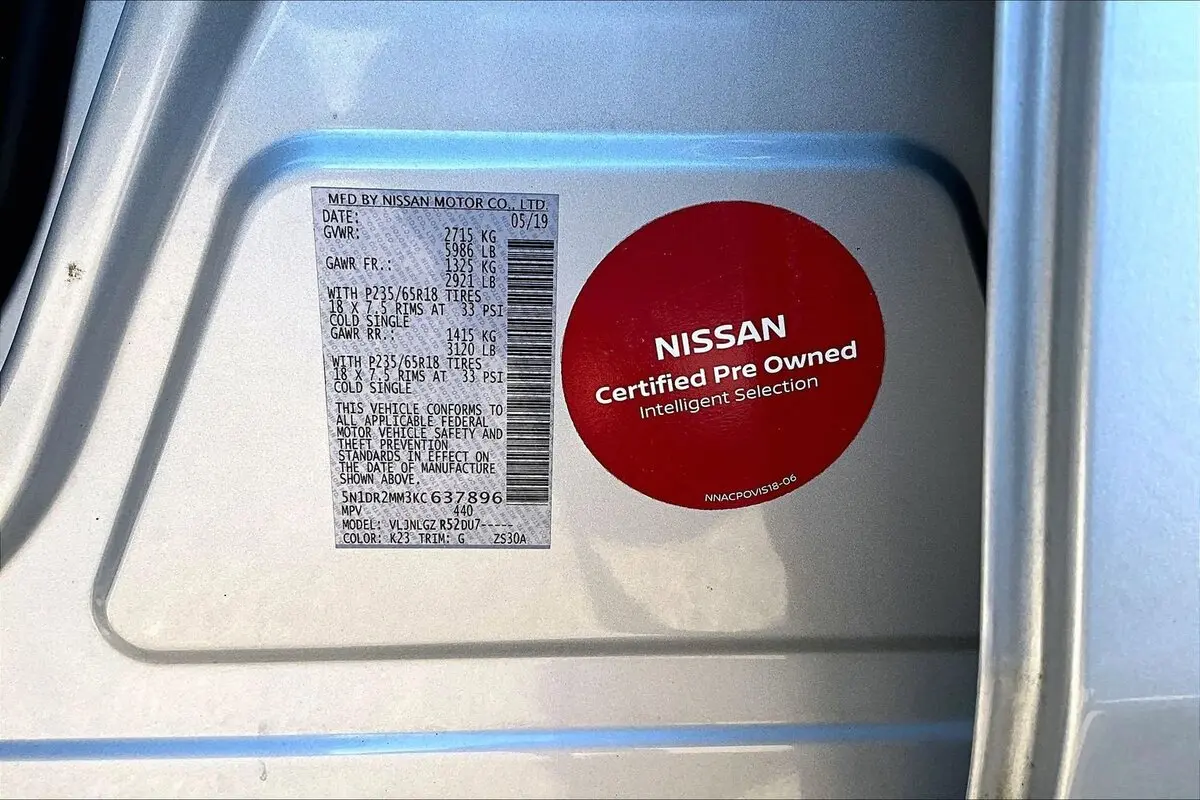 MFD BY NISSAN MOTOR CO., LTD.
DATE: 05/19
GVWR: 2715 KG
5986 LB
GAWR FR.: 1325 KG
2921 LB
WITH P235/65R18 TIRES
18 X 7.5 RIMS AT 33 PSI
COLD SINGLE
GAWR RR.: 1415 KG
3120 LB
WITH P235/65R18 TIRES
18 X 7.5 RIMS AT 33 PSI
COLD SINGLE
THIS VEHICLE CONFORMS TO
ALL APPLICABLE FEDERAL
MOTOR VEHICLE SAFETY AND
THEFT PREVENTION
STANDARDS IN EFFECT ON
THE DATE OF MANUFACTURE
SHOWN ABOVE.
5N1DR2MM3KC637896
MPV 440
MODEL: VL3NLGZ R52DU7-----
COLOR: K23 TRIM: G ZS30A
NISSAN
Certified Pre Owned
Intelligent Selection
NNACPOVIS18-06